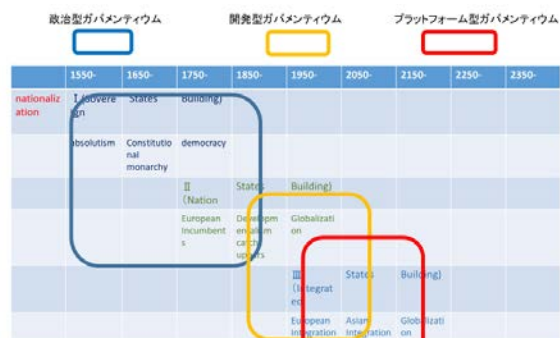 政治型ガバメンティウム 開発型ガバメンティウム プラットフォーム型ガバメンティウム
1550- 1650- 1750- 1850- 1950- 2050- 2150- 2250- 2350-
nationaliz Ⅰ(Sovere States Building)
ation ign
absolutism Constitutio democracy
nal
monarchy
Ⅱ States Building)
(Nation
European Developm Globalizati
Incumbent entalism on
s catch
uppers
Ⅲ States Building)
(Integrat
ed
European Asian Globalizati
Integration Integration on